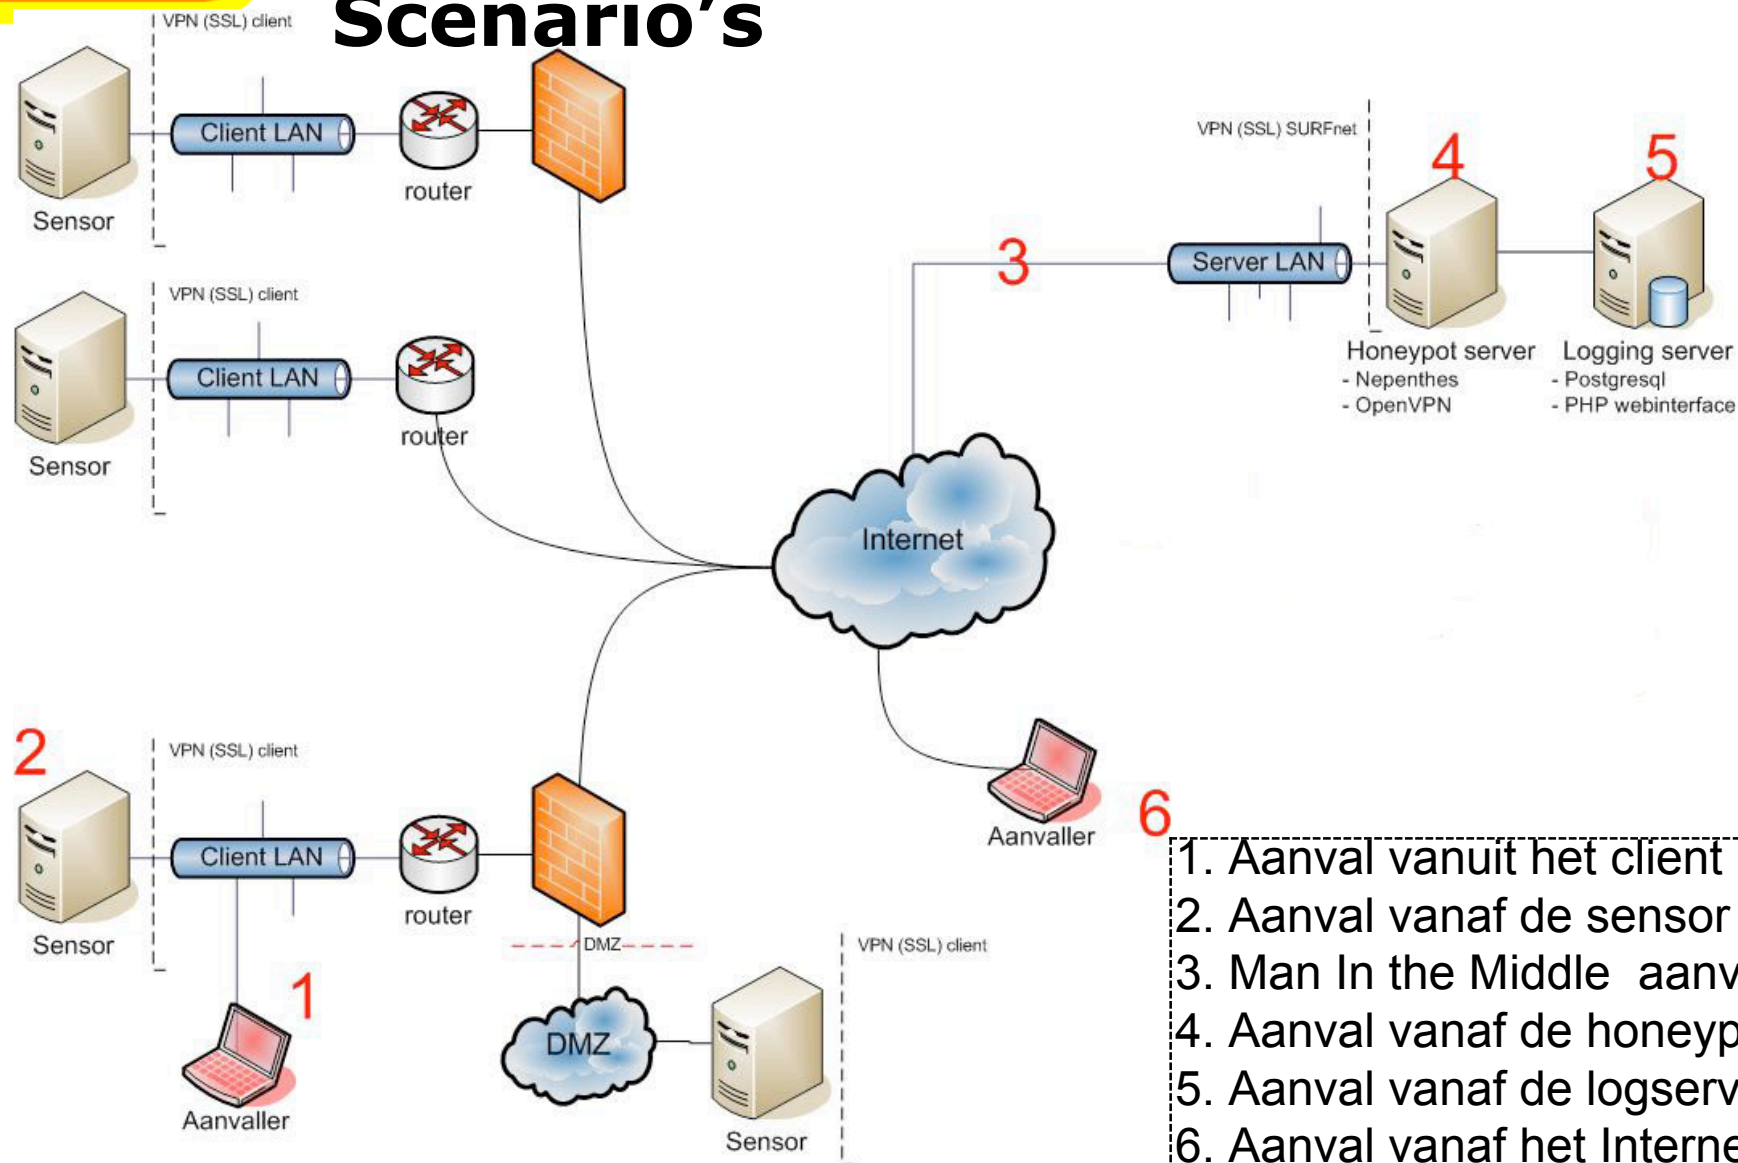 Scenario's
VPN (SSL) client
Client LAN
router
Sensor
VPN (SSL) SURFnet
4
5
3
Server LAN
Honeypot server
- Nepenthes
- OpenVPN
Logging server
- Postgresql
- PHP webinterface
VPN (SSL) client
Client LAN
router
Sensor
Internet
2
VPN (SSL) client
Client LAN
router
Sensor
1
Aanvaller
DMZ
DMZ
VPN (SSL) client
Sensor
Aanvaller
6
1. Aanval vanuit het client
2. Aanval vanaf de sensor
3. Man In the Middle aanv
4. Aanval vanaf de honeyp
5. Aanval vanaf de logserv
6. Aanval vanaf het Interne